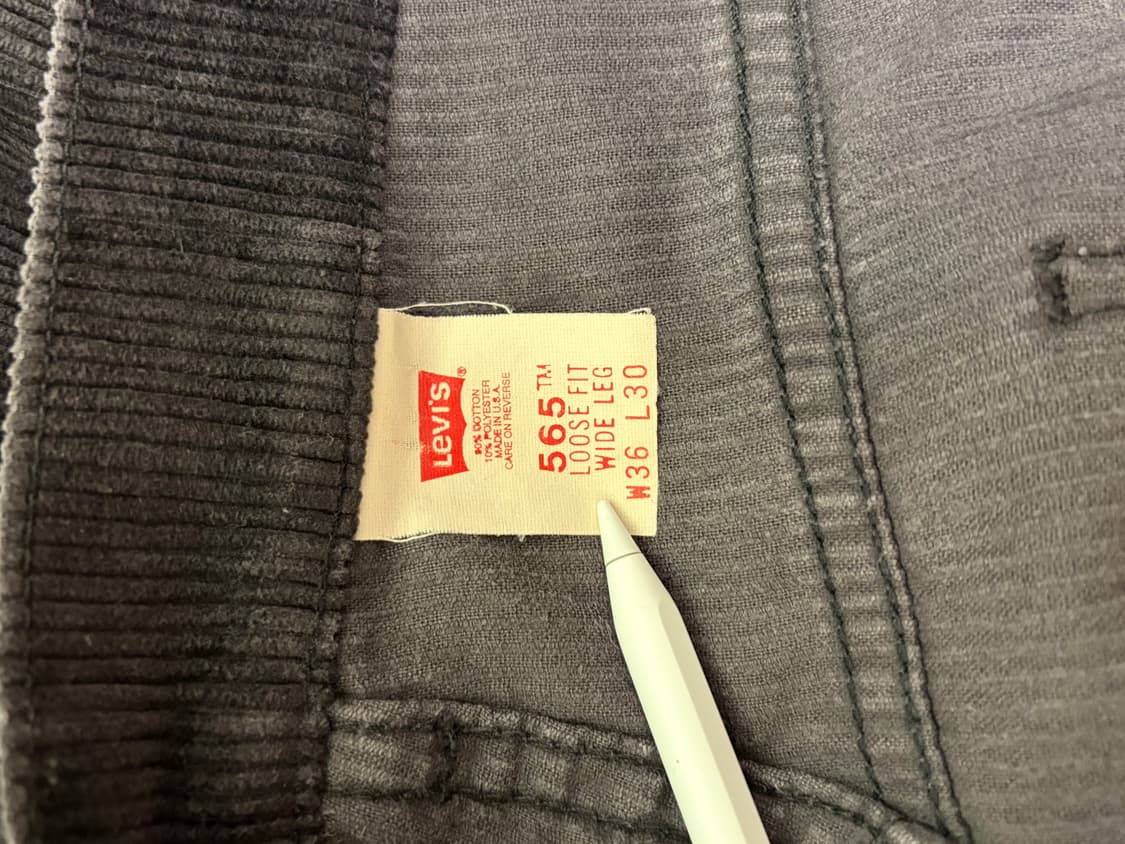 Levi's®
90% COTTON
10% POLYESTER
MADE IN U.S.A.
CARE ON REVERSE
565™
LOOSE FIT
WIDE LEG
W36 L30